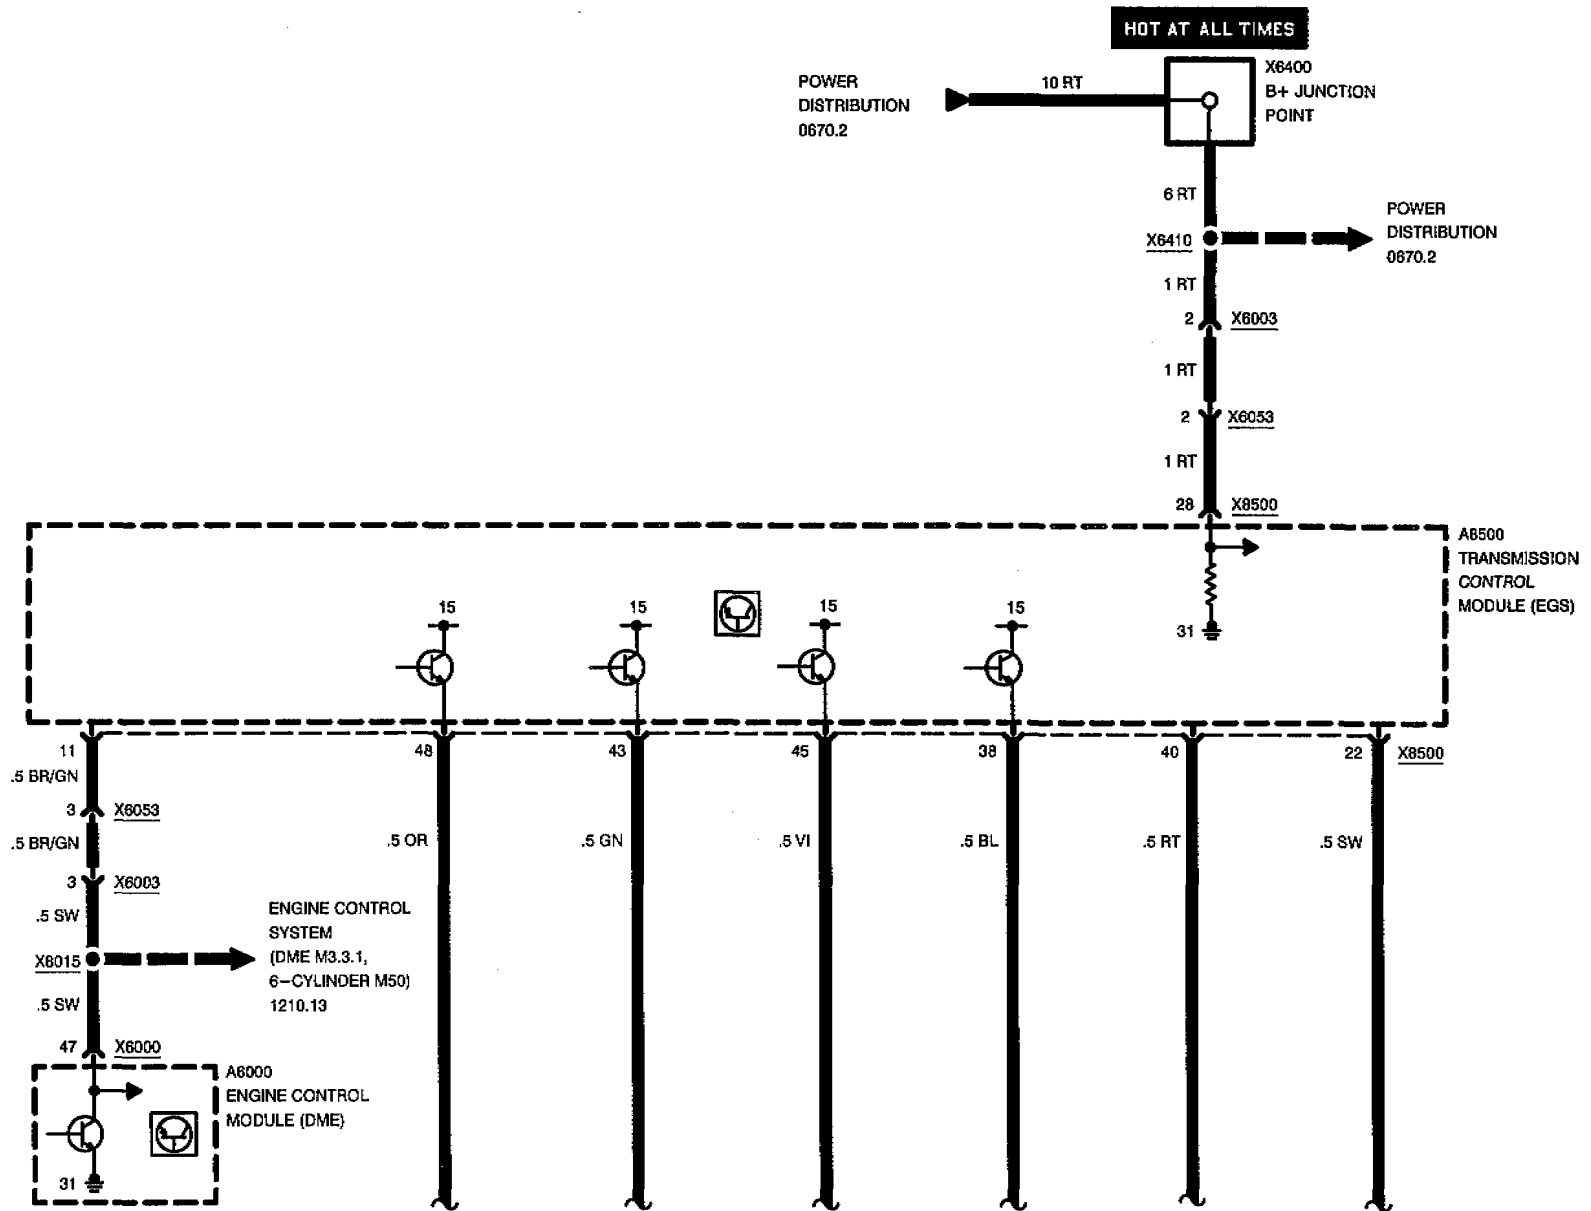 HOT AT ALL TIMES
X6400
B+ JUNCTION
POINT
10 RT
POWER
DISTRIBUTION
0670.2
6 RT
X6410
POWER
DISTRIBUTION
0670.2
1 RT
2
X6003
1 RT
2
X6053
1 RT
28
X8500
A8500
TRANSMISSION
CONTROL
MODULE (EGS)
15
15
15
15
31
11
48
43
45
38
40
22
X8500
.5 BR/GN
3
X6053
.5 BR/GN
.5 OR
.5 GN
.5 VI
.5 BL
.5 RT
.5 SW
3
X6003
.5 SW
X8015
ENGINE CONTROL
SYSTEM
(DME M3.3.1,
6-CYLINDER M50)
1210.13
.5 SW
47
X6000
A6000
ENGINE CONTROL
MODULE (DME)
31